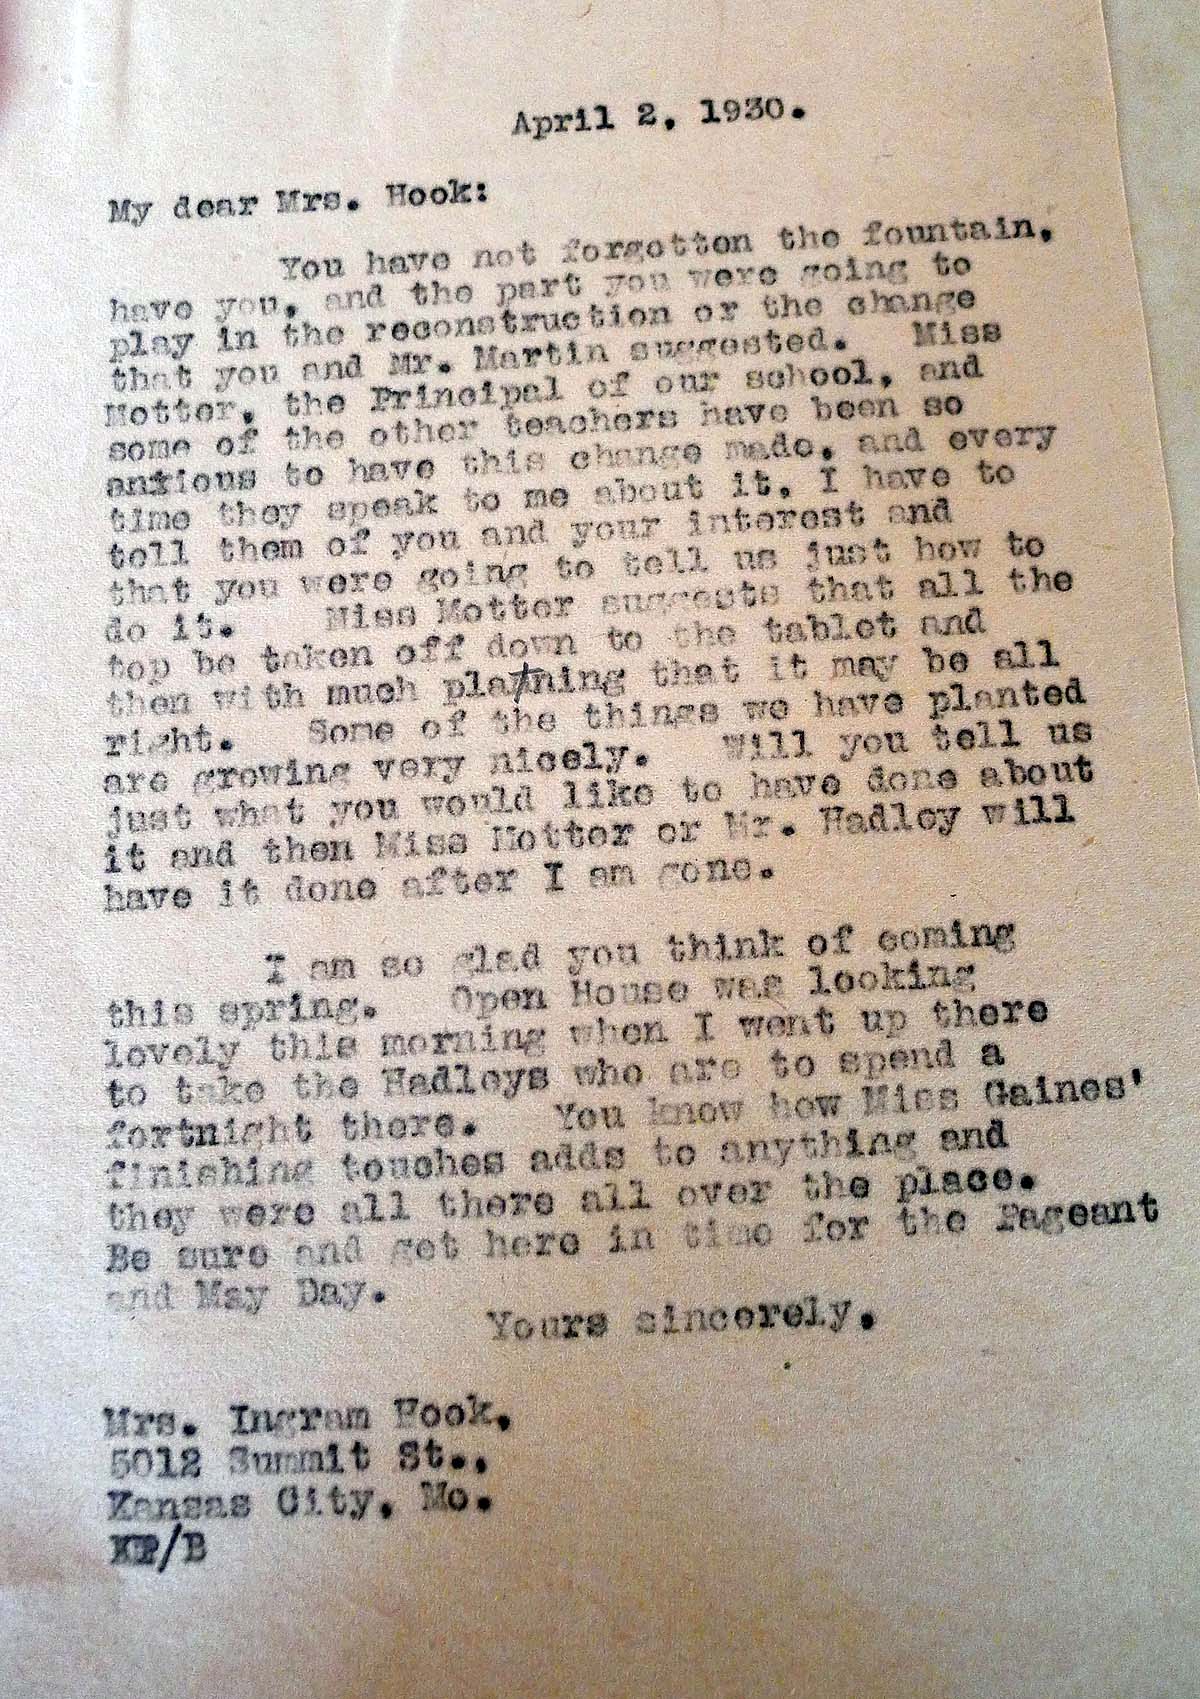 April 2, 1930.
My dear Mrs. Hook:
You have not forgotten the fountain,
have you, and the part you were going to
play in the reconstruction or the change
that you and Mr. Martin suggested. Miss
Motter, the Principal of our school, and
some of the other teachers have been so
anxious to have this change made, and every
time they speak to me about it, I have to
tell them of you and your interest and
that you were going to tell us just how to
do it. Miss Motter suggests that all the
top be taken off down to the tablet and
then with much planning that it may be all
right. Some of the things we have planted
are growing very nicely. Will you tell us
just what you would like to have done about
it and then Miss Motter or Mr. Hadley will
have it done after I am gone.
I am so glad you think of coming
this spring. Open House was looking
lovely this morning when I went up there
to take the Hadleys who are to spend a
fortnight there. You know how Miss Gaines'
finishing touches adds to anything and
they were all there all over the place.
Be sure and get here in time for the Pageant
and May Day.
Yours sincerely,
Mrs. Ingram Hook,
5012 Summit St.,
Kansas City, Mo.
/B